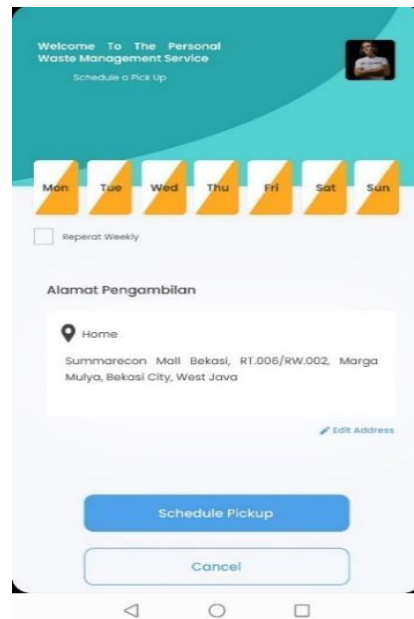 Welcome To The Personal
Waste Management Service
Schedule a Pick Up
Mon Tue Wed Thu Fri Sat Sun
Reperat Weekly
Alamat Pengambilan
Home
Summarecon Mall Bekasi, RT.006/RW.002, Marga
Mulya, Bekasi City, West Java
Edit Address
Schedule Pickup
Cancel